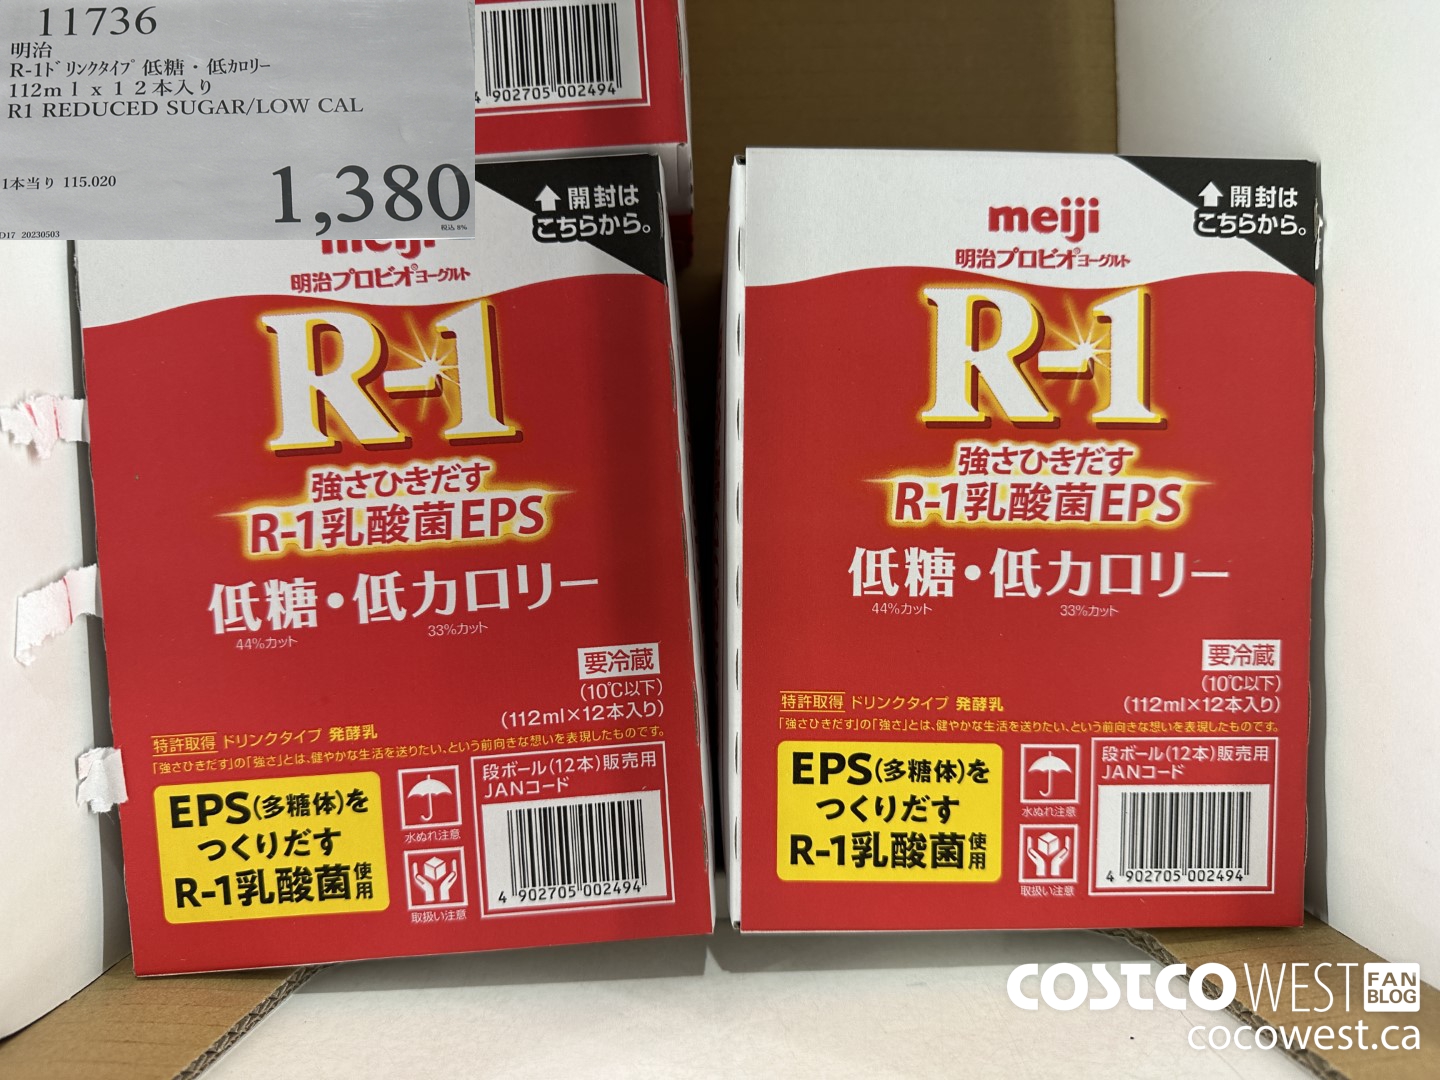 11736
明治
R-1ﾄﾞﾘﾝｸﾀｲﾌﾟ 低糖・低ｶﾛﾘｰ
112ｍｌ ｘ １２本入り
R1 REDUCED SUGAR/LOW CAL
1本当り 115.020
1,380
税込 8%
D17 20230503
4 902705 002494
開封は
こちらから。
meiji
明治プロビオヨーグルト
R-1
強さひきだす
R-1乳酸菌EPS
低糖・低カロリー
44%カット 33%カット
要冷蔵
(10℃以下)
(112ml×12本入り)
特許取得 ドリンクタイプ 発酵乳
「強さひきだす」の「強さ」とは、健やかな生活を送りたい、という前向きな想いを表現したものです。
EPS(多糖体)を
つくりだす
R-1乳酸菌使用
水ぬれ注意
取扱い注意
段ボール(12本)販売用
JANコード
4 902705 002494
開封は
こちらから。
meiji
明治プロビオヨーグルト
R-1
強さひきだす
R-1乳酸菌EPS
低糖・低カロリー
44%カット 33%カット
要冷蔵
(10℃以下)
(112ml×12本入り)
特許取得 ドリンクタイプ 発酵乳
「強さひきだす」の「強さ」とは、健やかな生活を送りたい、という前向きな想いを表現したものです。
EPS(多糖体)を
つくりだす
R-1乳酸菌使用
水ぬれ注意
取扱い注意
段ボール(12本)販売用
JANコード
4 902705 002494
COSTCO WEST FAN BLOG
cocowest.ca